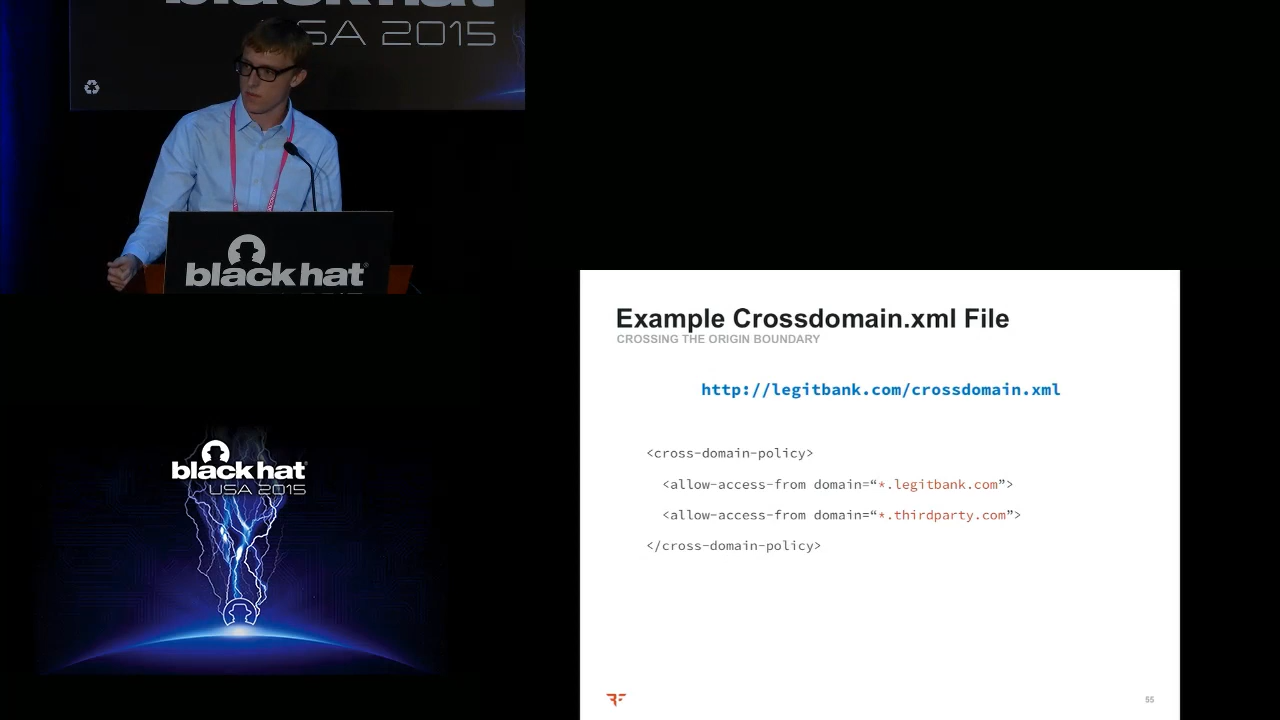 black hat
USA 2015
black hat
USA 2015
black hat
USA 2015
Example Crossdomain.xml File
CROSSING THE ORIGIN BOUNDARY
http://legitbank.com/crossdomain.xml
<cross-domain-policy>
<allow-access-from domain=“*.legitbank.com”>
<allow-access-from domain=“*.thirdparty.com”>
</cross-domain-policy>
55